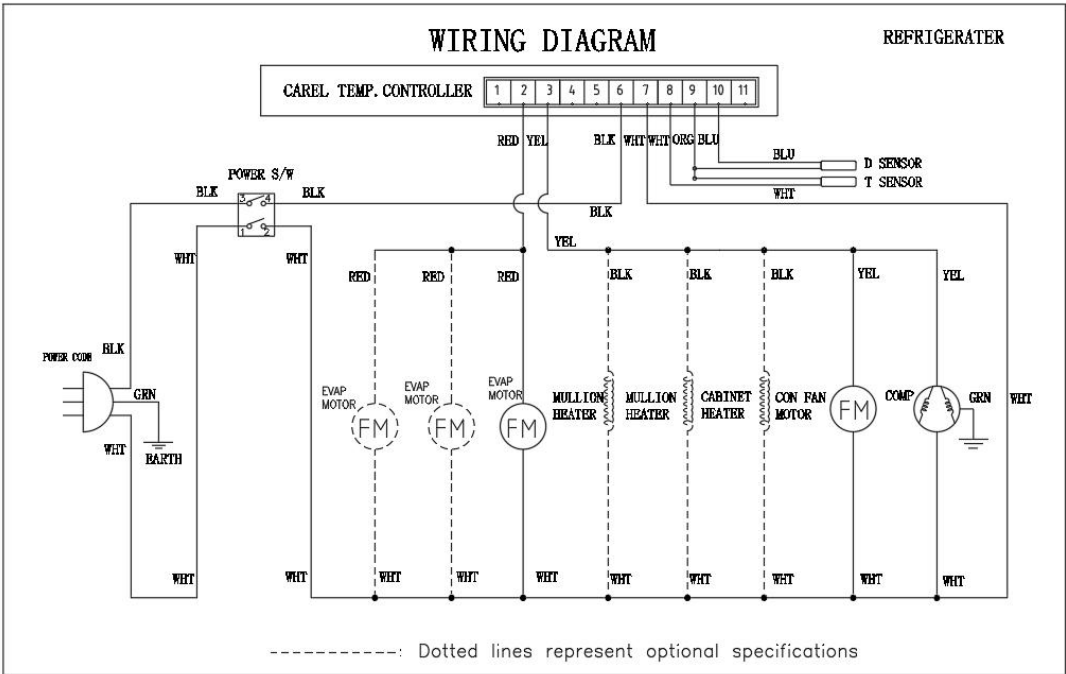 WIRING DIAGRAM
REFRIGERATER
CAREL TEMP. CONTROLLER 1 2 3 4 5 6 7 8 9 10 11
RED YEL BLK WHT WHT ORG BLU
BLU D SENSOR
T SENSOR
WHT
POWER S/W
BLK 3 4 BLK
BLK
1 2
YEL
WHT WHT
RED RED RED BLK BLK BLK YEL YEL
POWER CODE BLK
GRN
EVAP MOTOR
EVAP MOTOR
EVAP MOTOR
MULLION HEATER
MULLION HEATER
CABINET HEATER
CON FAN MOTOR
COMP
GRN
WHT
FM FM FM FM
WHT
EARTH
WHT WHT WHT WHT WHT WHT WHT WHT WHT WHT
------------: Dotted lines represent optional specifications